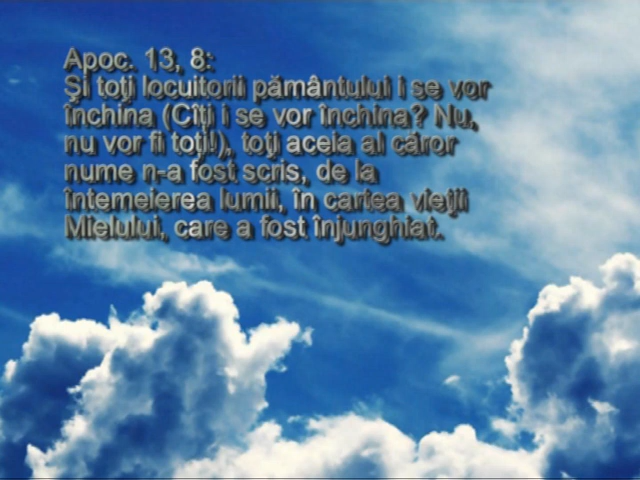 Apoc. 13, 8:
Şi toţi locuitorii pământului i se vor
închina (Cîţi i se vor închina? Nu,
nu vor fi toţi!), toţi aceia al căror
nume n-a fost scris, de la
întemeierea lumii, în cartea vieţii
Mielului, care a fost înjunghiat.